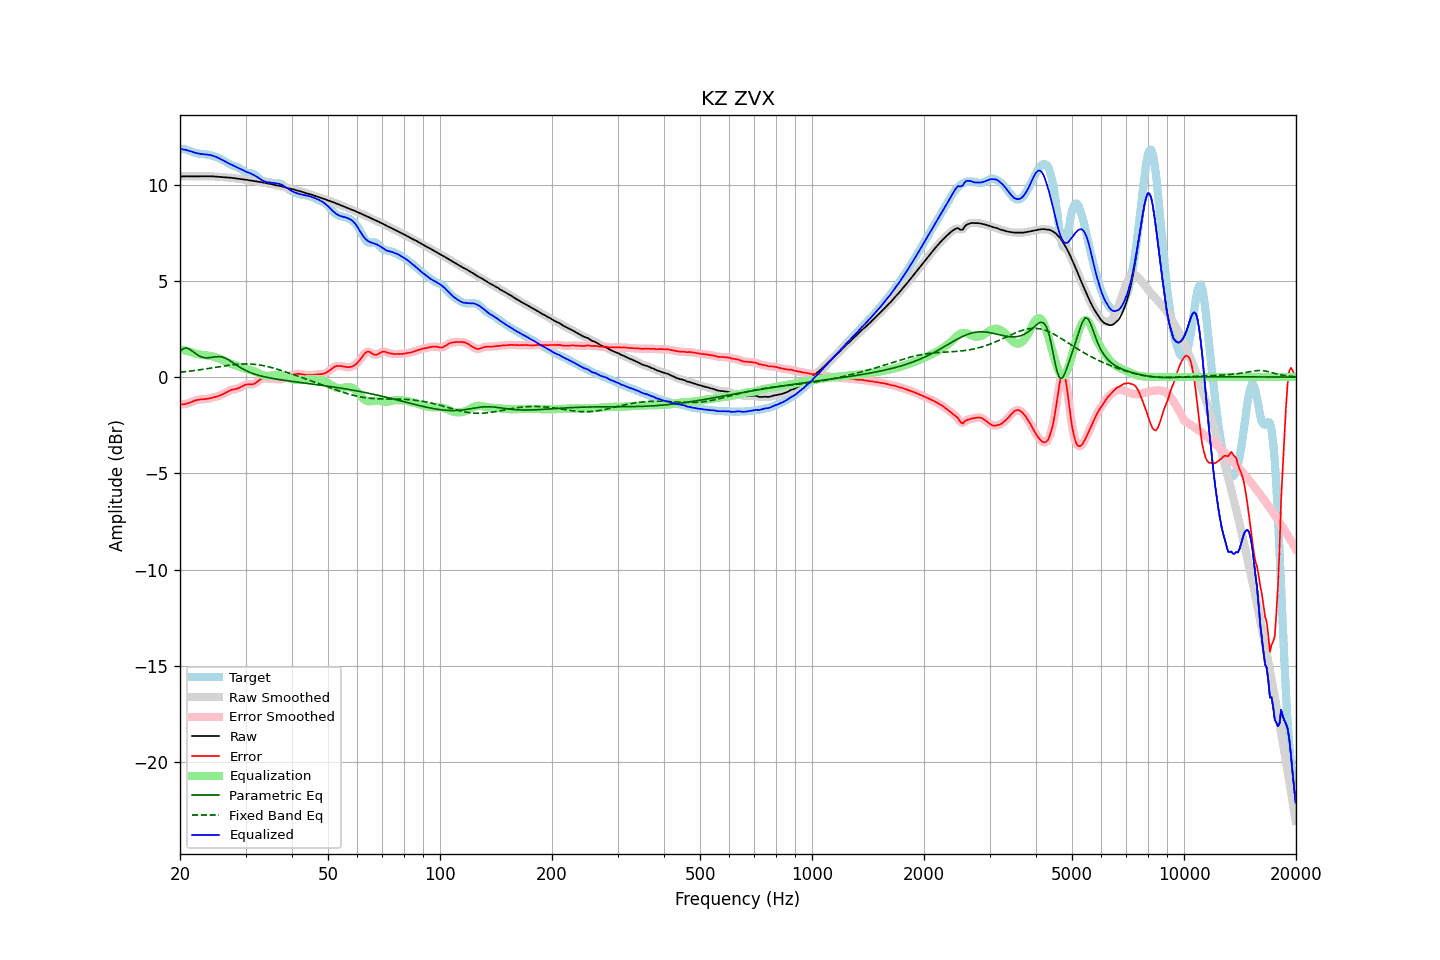 KZ ZVX
10
5
0
−5
−10
−15
−20
Amplitude (dBr)
Target
Raw Smoothed
Error Smoothed
Raw
Error
Equalization
Parametric Eq
Fixed Band Eq
Equalized
20 50 100 200 500 1000 2000 5000 10000 20000
Frequency (Hz)